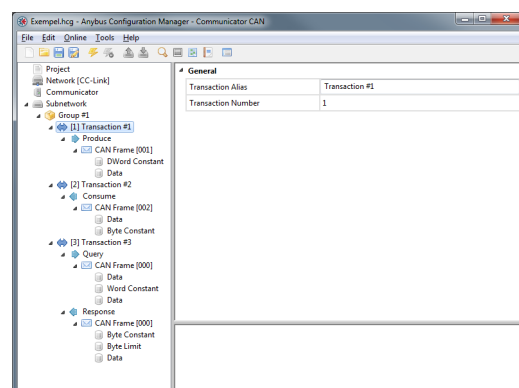 Exempel.hcg - Anybus Configuration Manager - Communicator CAN
File Edit Online Tools Help
Project
Network [CC-Link]
Communicator
Subnetwork
Group #1
[1] Transaction #1
Produce
CAN Frame [001]
DWord Constant
Data
[2] Transaction #2
Consume
CAN Frame [002]
Data
Byte Constant
[3] Transaction #3
Query
CAN Frame [000]
Data
Word Constant
Data
Response
CAN Frame [000]
Byte Constant
Byte Limit
Data
General
Transaction Alias Transaction #1
Transaction Number 1